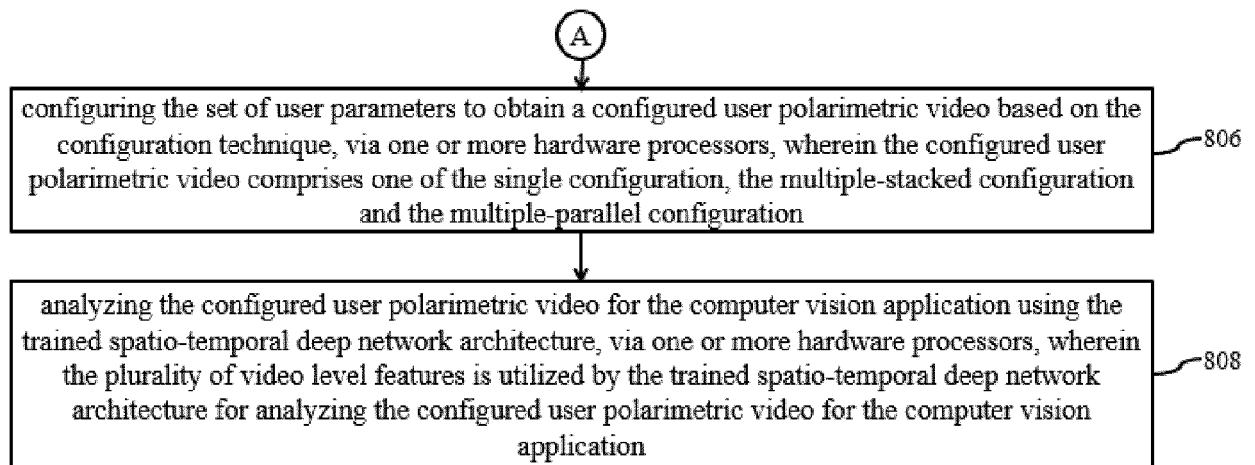 A
configuring the set of user parameters to obtain a configured user polarimetric video based on the
configuration technique, via one or more hardware processors, wherein the configured user
polarimetric video comprises one of the single configuration, the multiple-stacked configuration
and the multiple-parallel configuration
806
analyzing the configured user polarimetric video for the computer vision application using the
trained spatio-temporal deep network architecture, via one or more hardware processors, wherein
the plurality of video level features is utilized by the trained spatio-temporal deep network
architecture for analyzing the configured user polarimetric video for the computer vision
application
808